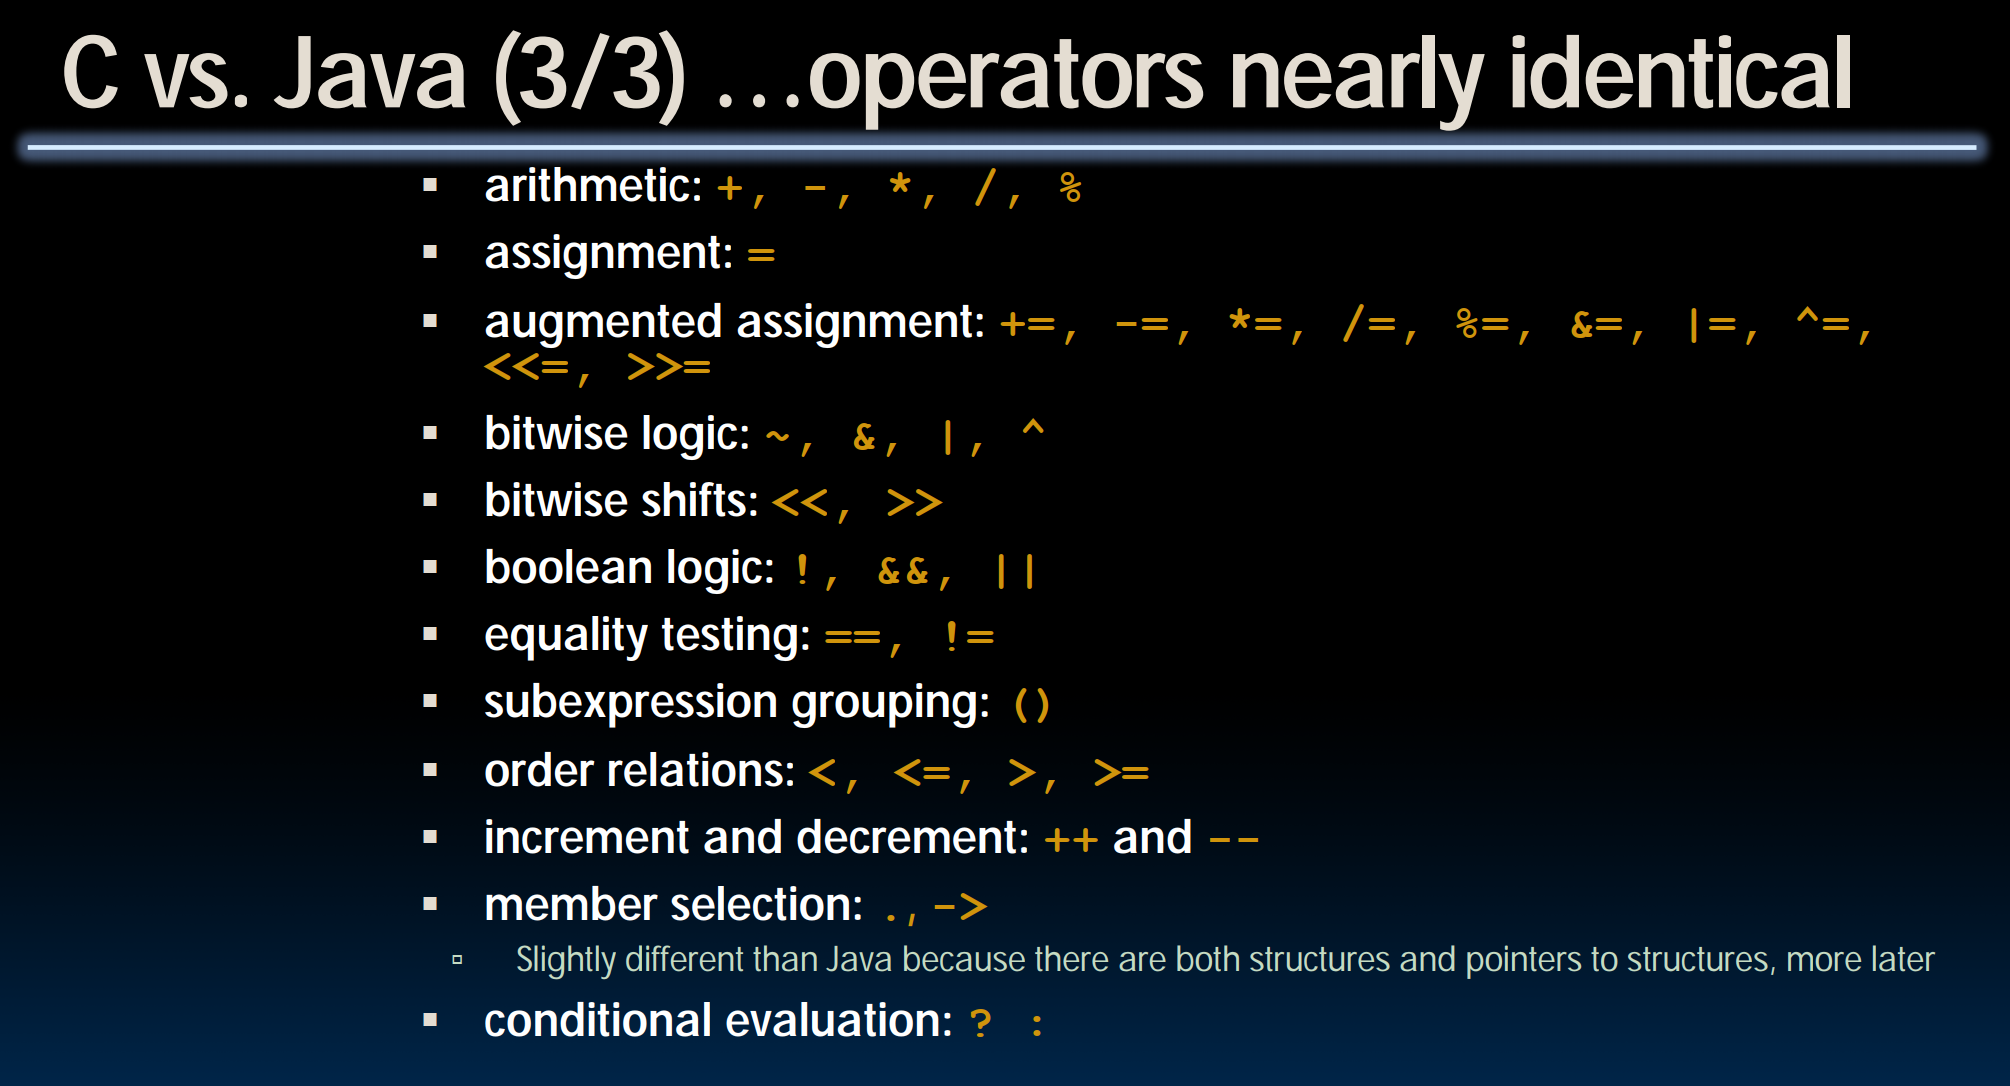 C vs. Java (3/3) …operators nearly identical
▪ arithmetic: +, -, *, /, %
▪ assignment: =
▪ augmented assignment: +=, -=, *=, /=, %=, &=, |=, ^=,
<<=, >>=
▪ bitwise logic: ~, &, |, ^
▪ bitwise shifts: <<, >>
▪ boolean logic: !, &&, ||
▪ equality testing: ==, !=
▪ subexpression grouping: ()
▪ order relations: <, <=, >, >=
▪ increment and decrement: ++ and --
▪ member selection: .,->
▫ Slightly different than Java because there are both structures and pointers to structures, more later
▪ conditional evaluation: ? :